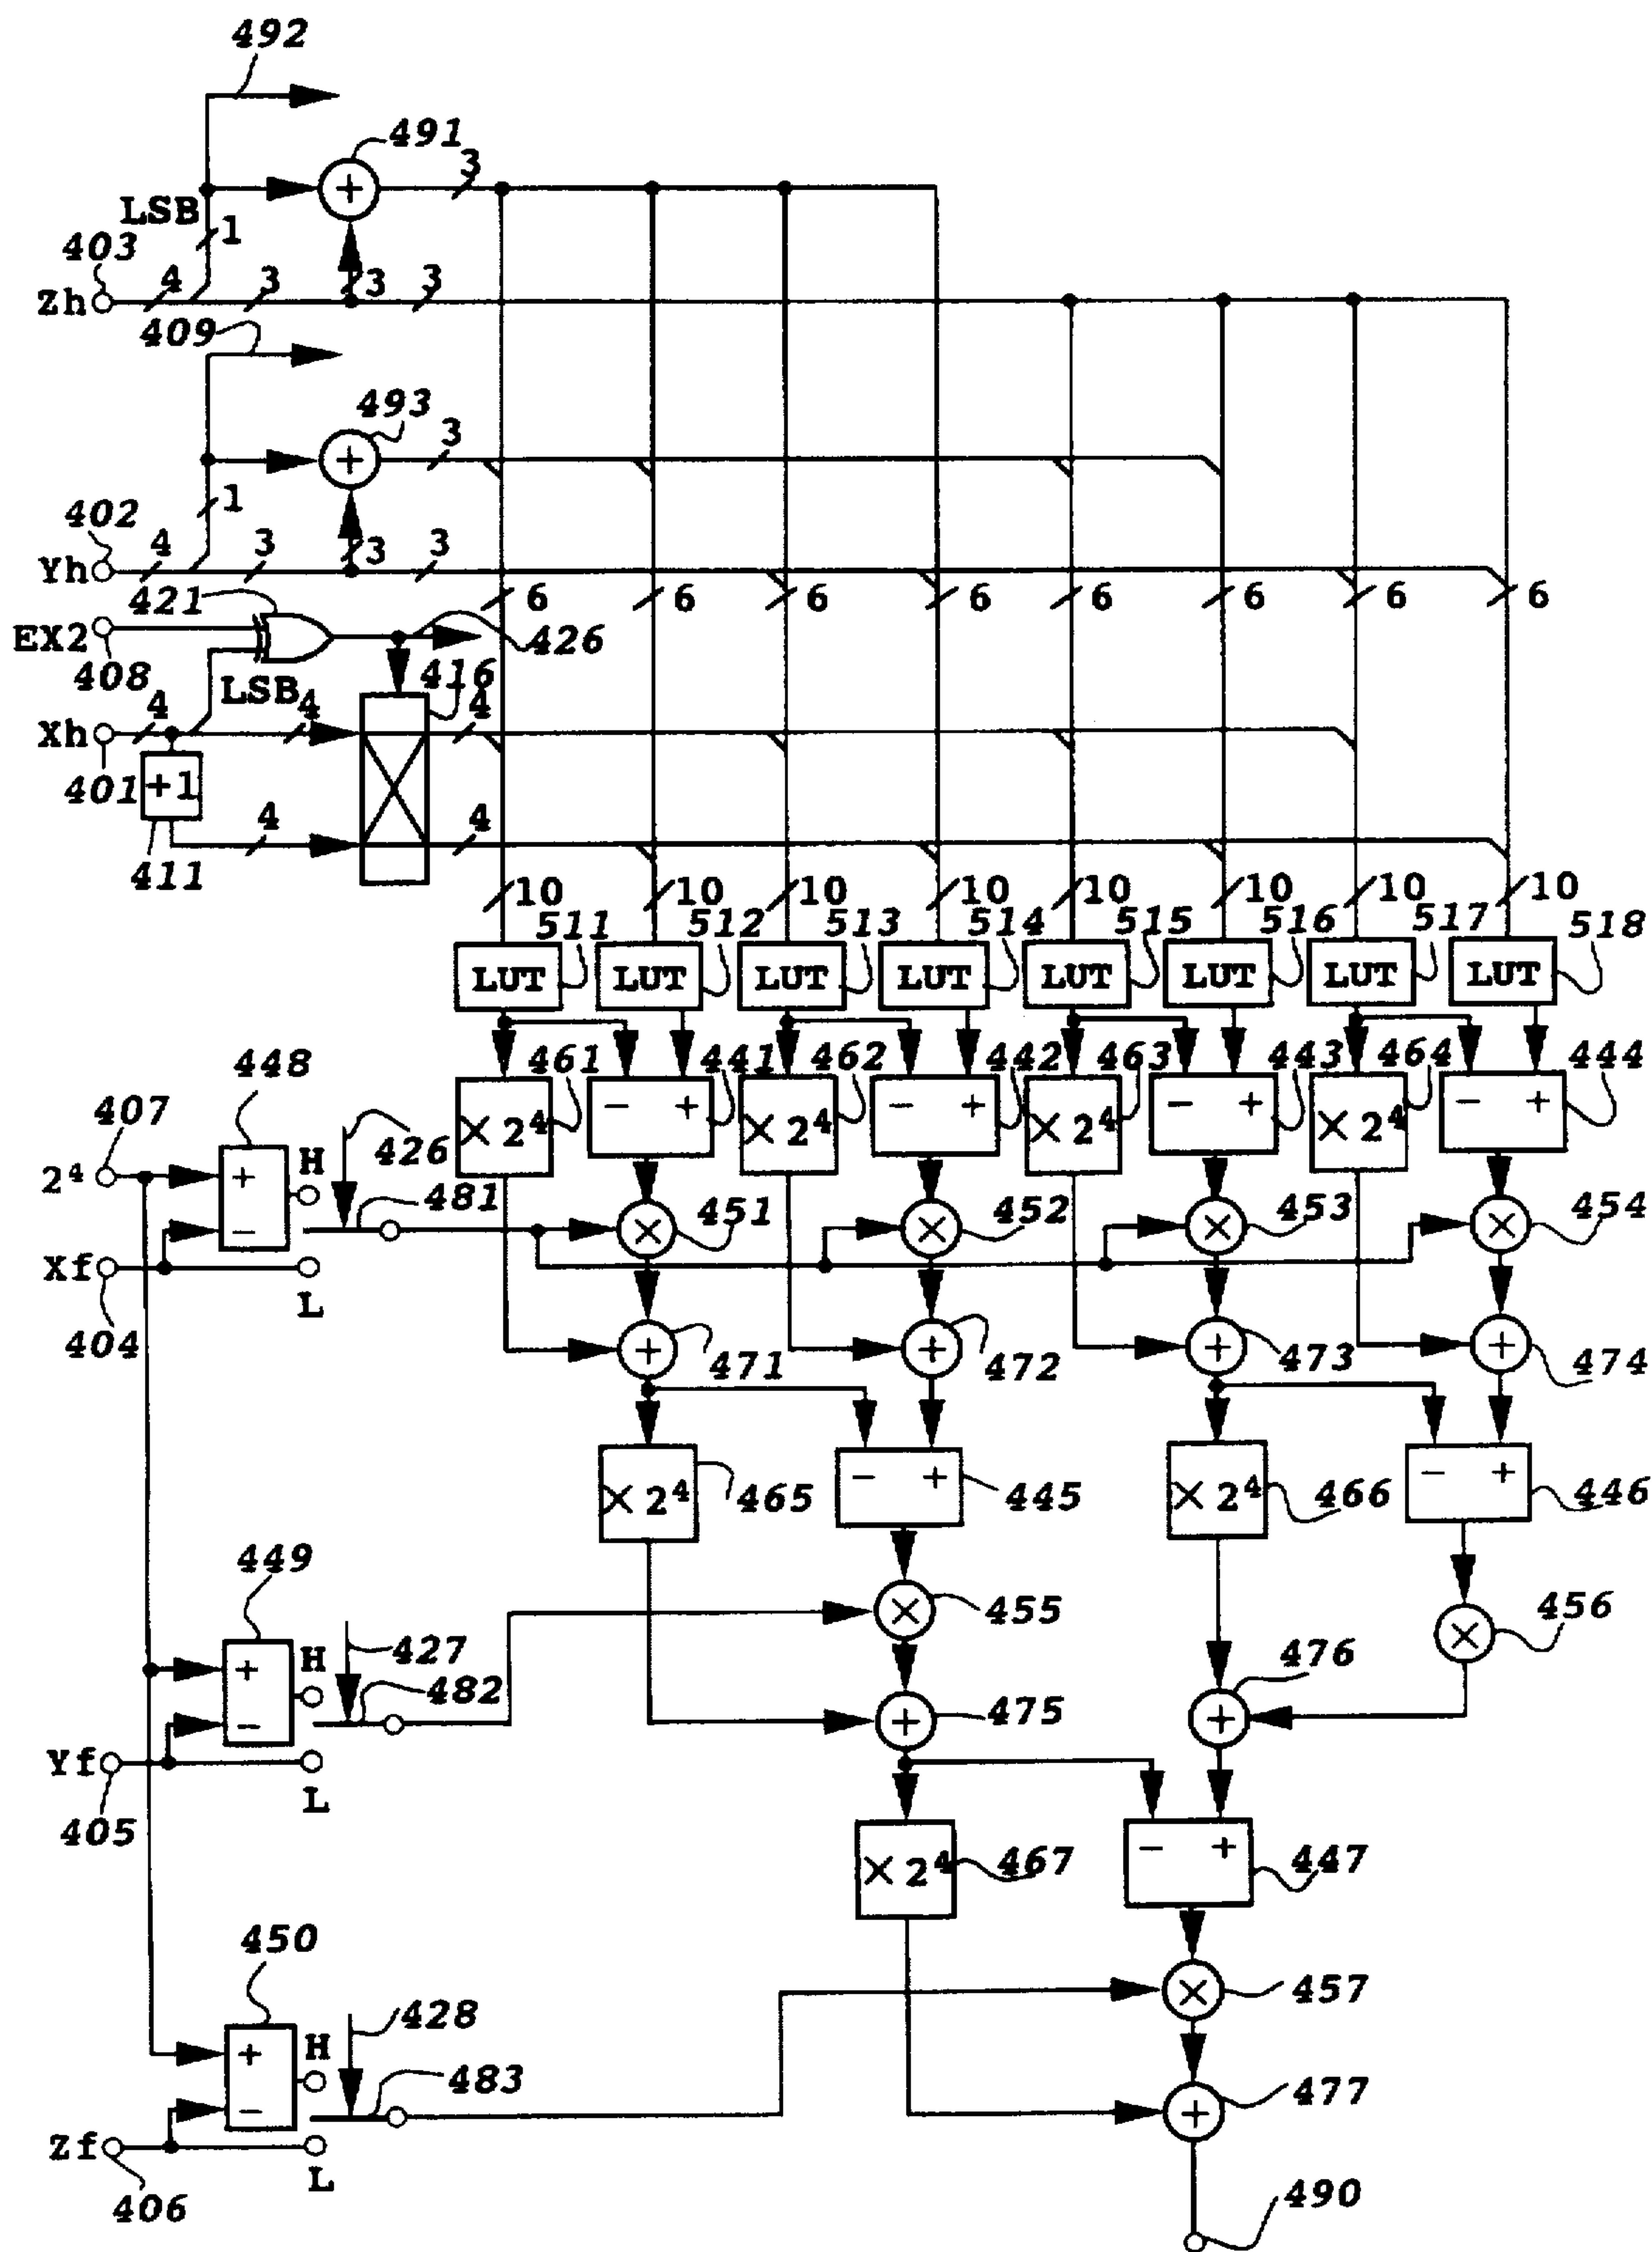 492
491
3
LSB
1
403
4 3 3 3
Zh
409
493
3
1
402
4 3 3 3
Yh
421
6 6 6 6 6 6 6 6
EX2
426
408
416
LSB
4 4 4
Xh
401
+1
4 4
411
10 10 10 10 10 10 10 10
511 512 513 514 515 516 517 518
LUT LUT LUT LUT LUT LUT LUT LUT
448
461 441 462 442 463 443 464 444
407
× 2⁴ − + × 2⁴ − + × 2⁴ − + × 2⁴ − +
426
H
2⁴
+
481
−
× 451 × 452 × 453 × 454
Xf
L
404
+ 471 + 472 + 473 + 474
× 2⁴ 465 − + 445 × 2⁴ 466 − + 446
449
× 455 × 456
427
H
+
482
476
−
+ 475 +
Yf
L
405
× 2⁴ 467 − + 447
450
428
H
+
× 457
483
−
+ 477
Zf
L
406
490